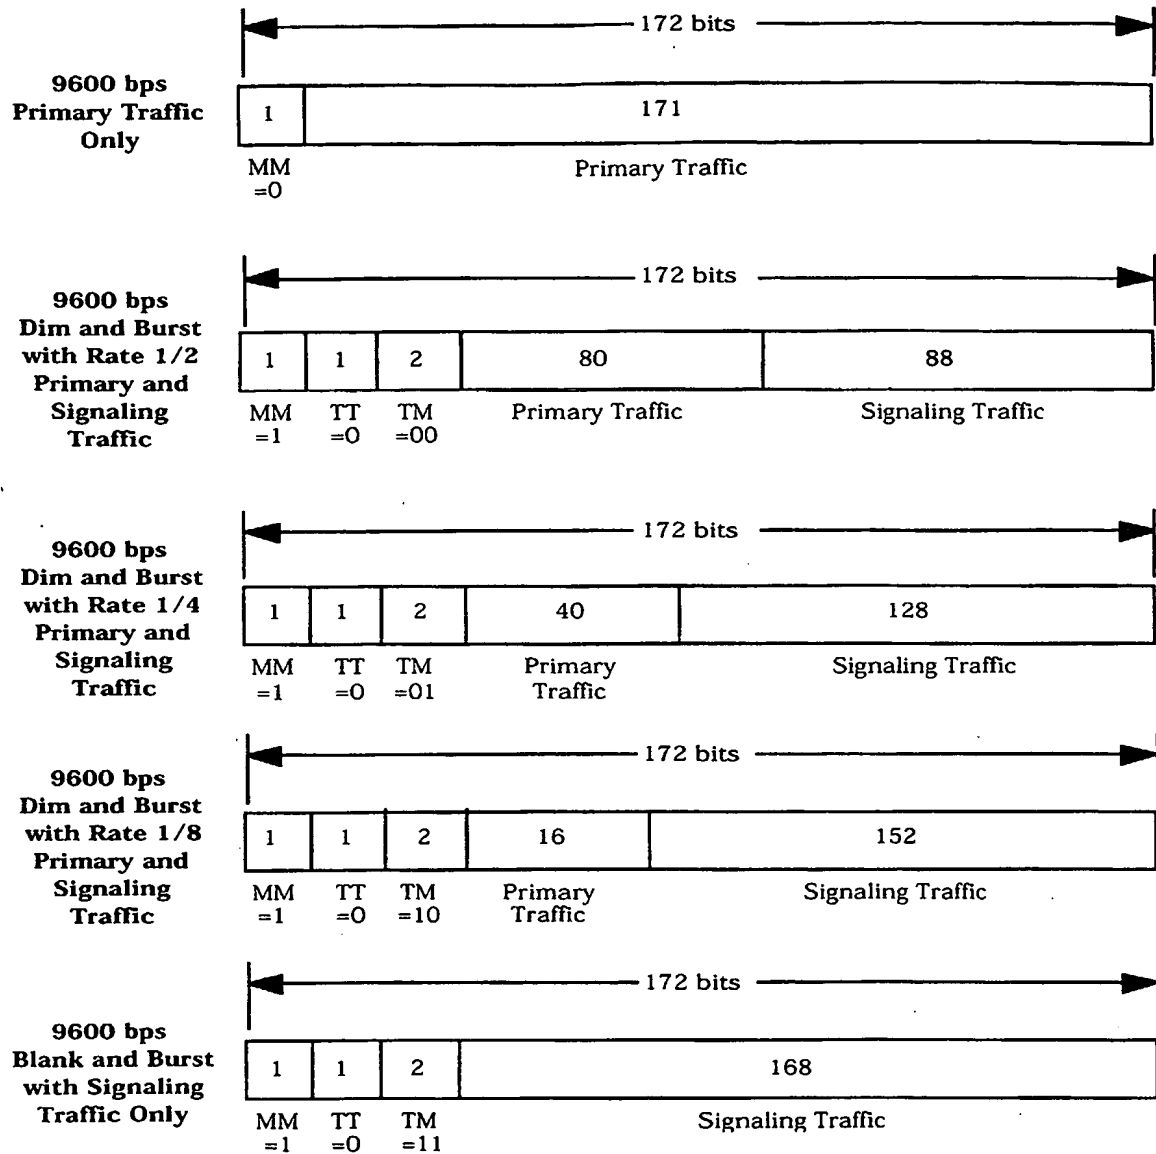 172 bits
9600 bps
Primary Traffic
Only
1 171
MM
=0
Primary Traffic
172 bits
9600 bps
Dim and Burst
with Rate 1/2
Primary and
Signaling
Traffic
1 1 2 80 88
MM TT TM Primary Traffic Signaling Traffic
=1 =0 =00
172 bits
9600 bps
Dim and Burst
with Rate 1/4
Primary and
Signaling
Traffic
1 1 2 40 128
MM TT TM Primary Signaling Traffic
=1 =0 =01 Traffic
172 bits
9600 bps
Dim and Burst
with Rate 1/8
Primary and
Signaling
Traffic
1 1 2 16 152
MM TT TM Primary Signaling Traffic
=1 =0 =10 Traffic
172 bits
9600 bps
Blank and Burst
with Signaling
Traffic Only
1 1 2 168
MM TT TM Signaling Traffic
=1 =0 =11